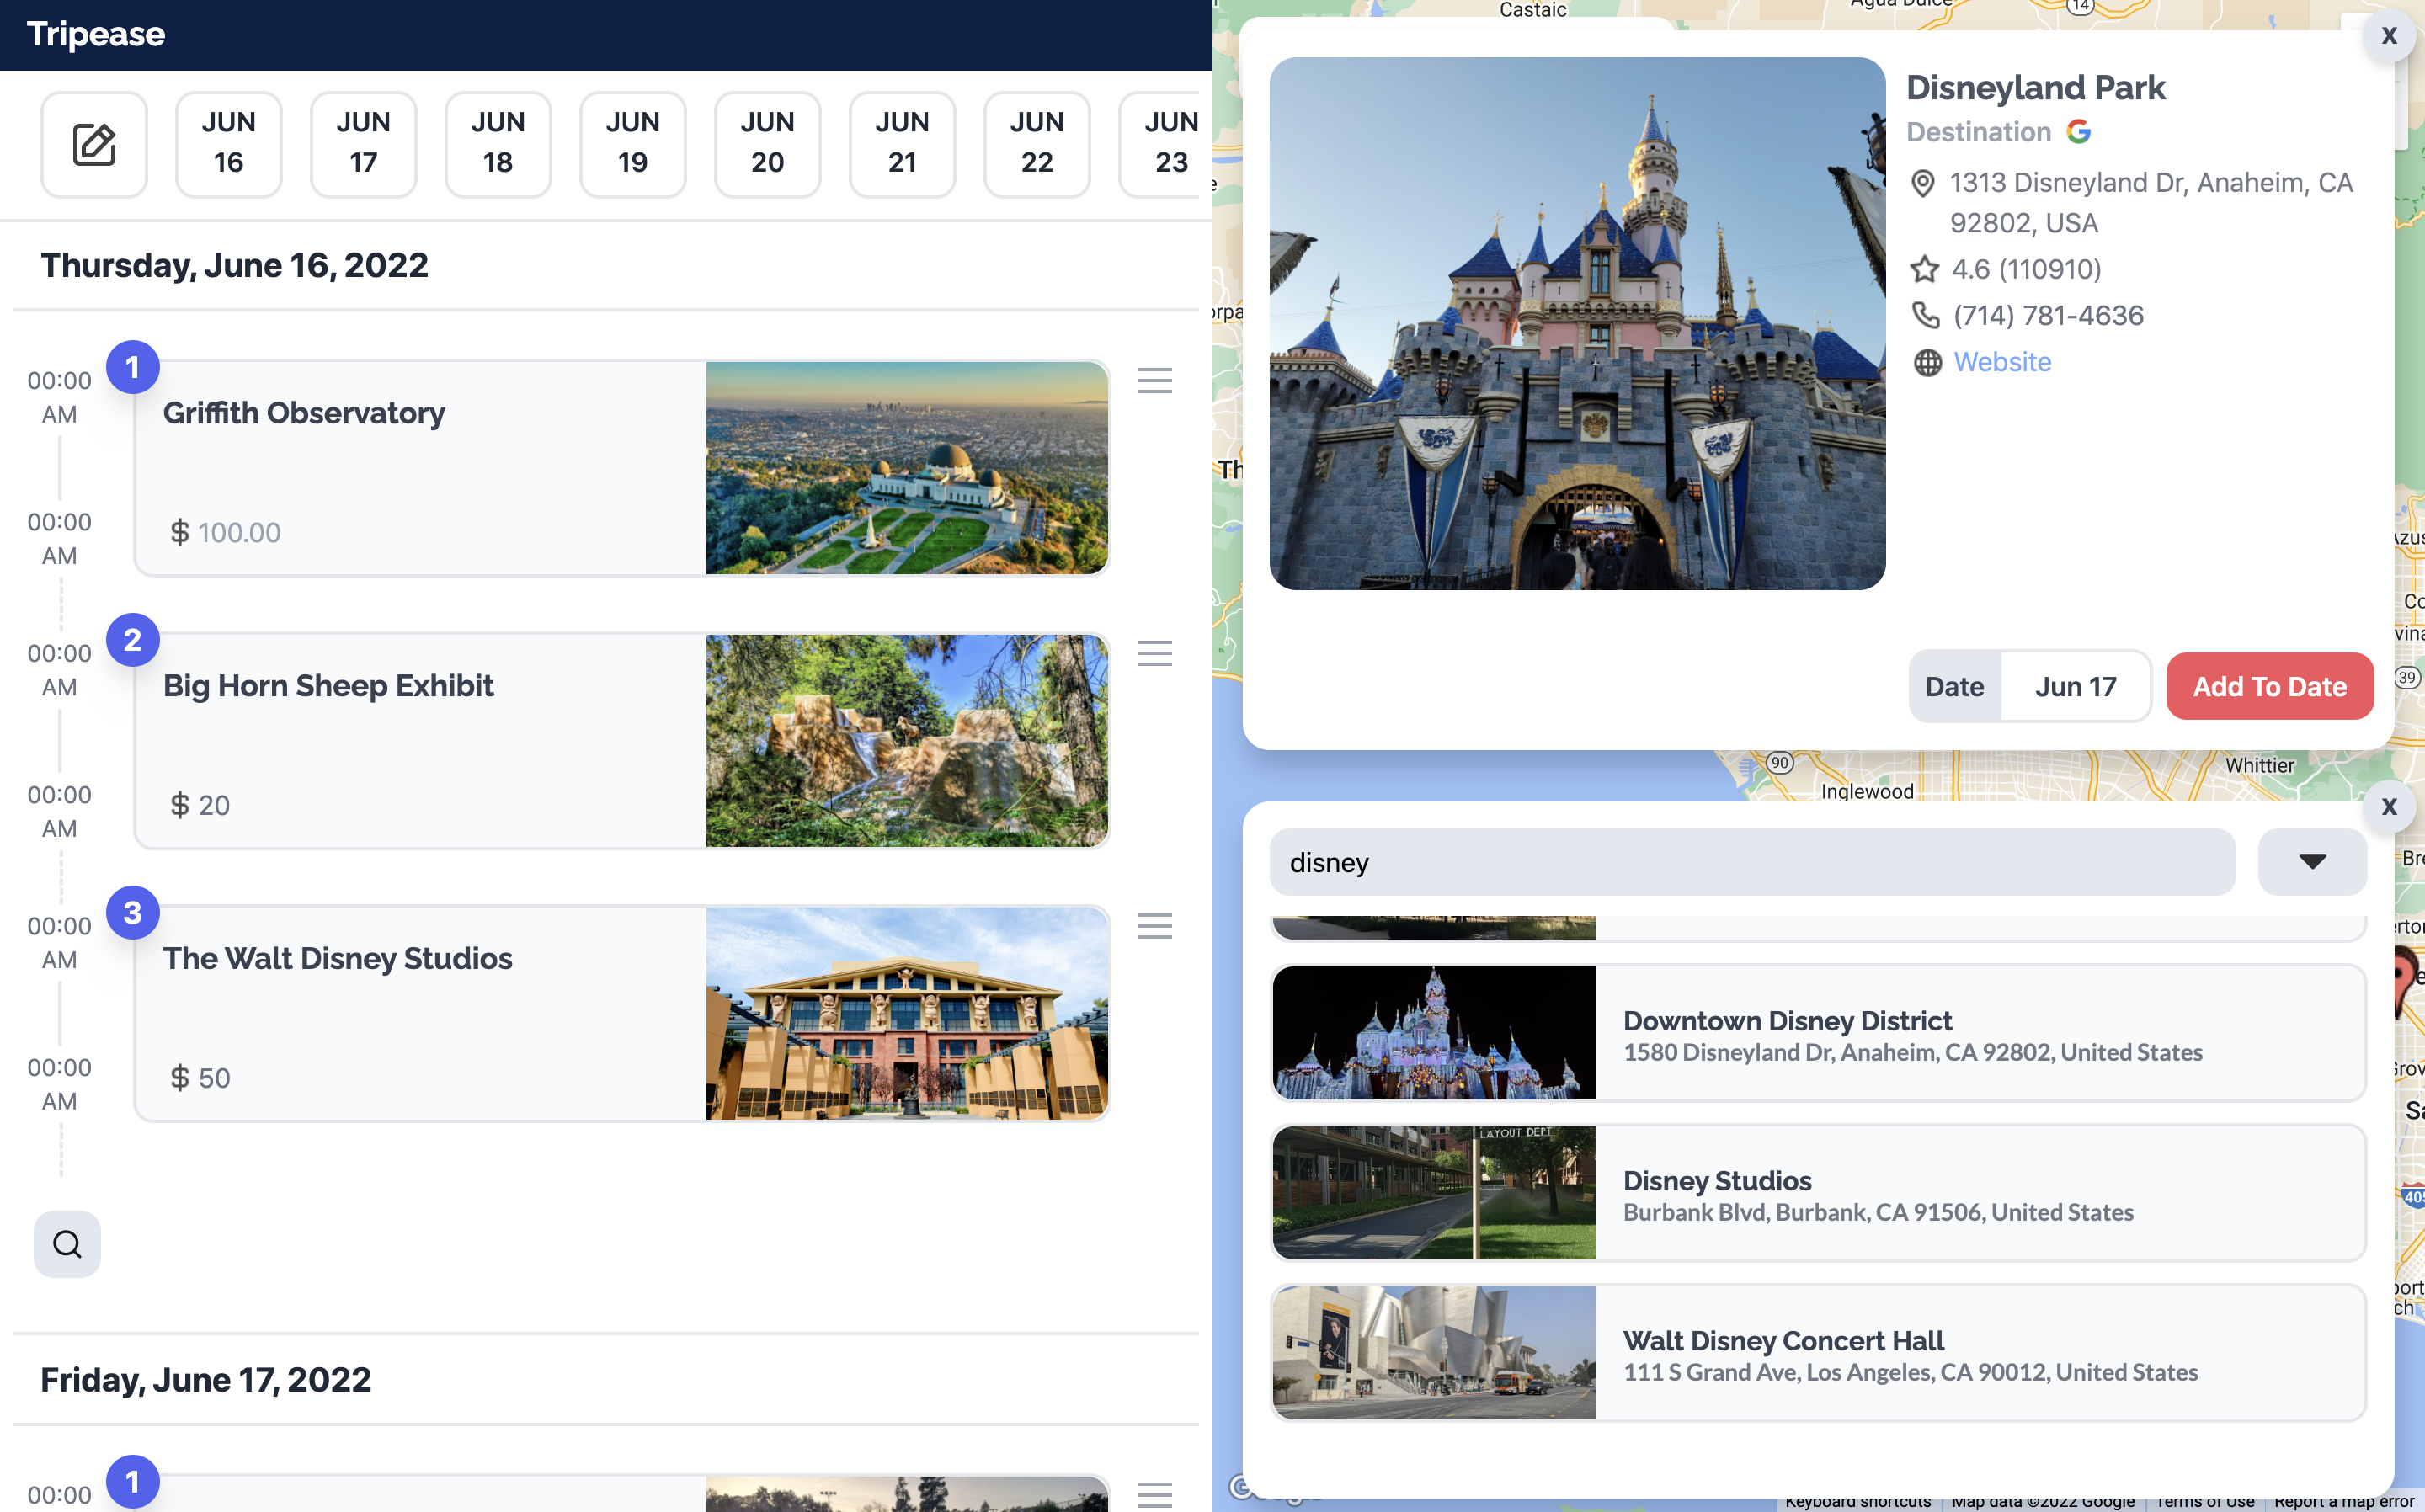 Tripease
JUN
16
JUN
17
JUN
18
JUN
19
JUN
20
JUN
21
JUN
22
JUN
23
Thursday, June 16, 2022
00:00
AM
1
Griffith Observatory
$ 100.00
00:00
AM
00:00
AM
2
Big Horn Sheep Exhibit
$ 20
00:00
AM
00:00
AM
3
The Walt Disney Studios
$ 50
00:00
AM
Friday, June 17, 2022
00:00
1
Castaic
14
X
Disneyland Park
Destination
1313 Disneyland Dr, Anaheim, CA
92802, USA
4.6 (110910)
(714) 781-4636
Website
Th
39
Date
Jun 17
Add To Date
90
Whittier
Inglewood
X
disney
Downtown Disney District
1580 Disneyland Dr, Anaheim, CA 92802, United States
LAYOUT DEPT
Disney Studios
Burbank Blvd, Burbank, CA 91506, United States
405
Walt Disney Concert Hall
111 S Grand Ave, Los Angeles, CA 90012, United States
Keyboard shortcuts
Map data ©2022 Google
Terms of Use
Report a map error